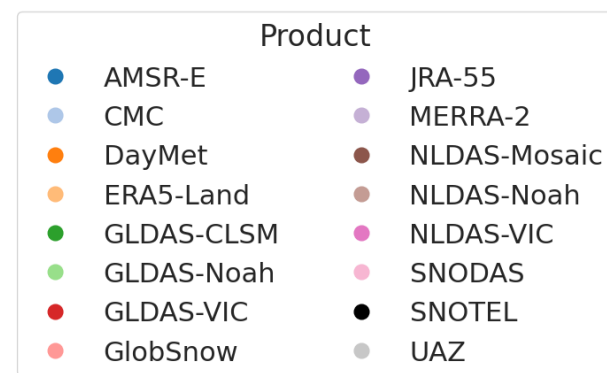 Product
AMSR-E
CMC
DayMet
ERA5-Land
GLDAS-CLSM
GLDAS-Noah
GLDAS-VIC
GlobSnow
JRA-55
MERRA-2
NLDAS-Mosaic
NLDAS-Noah
NLDAS-VIC
SNODAS
SNOTEL
UAZ